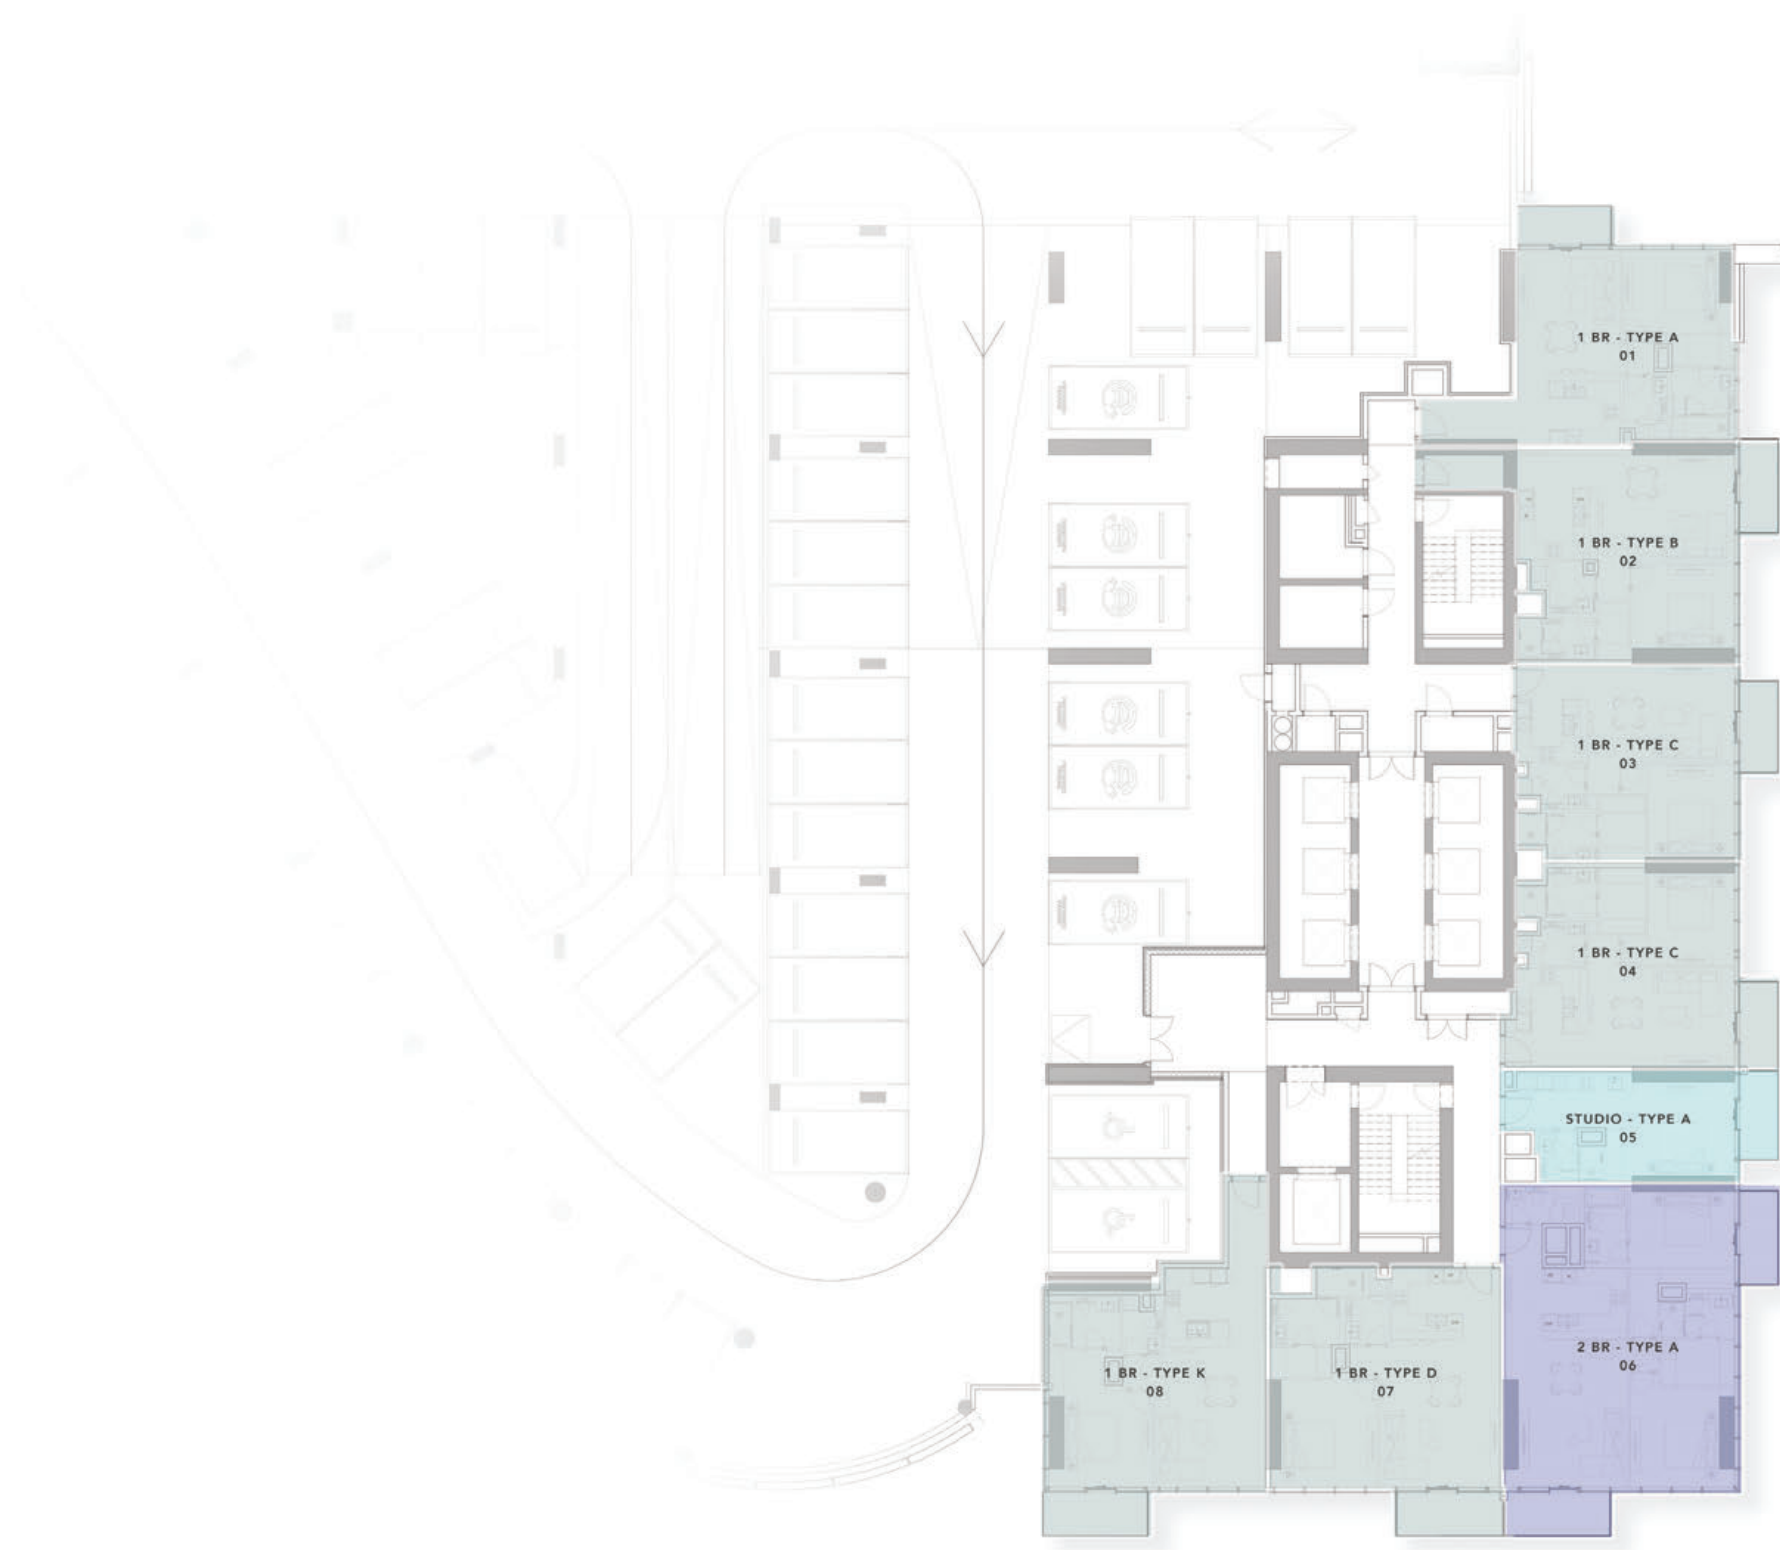 1 BR - TYPE A
01
1 BR - TYPE B
02
1 BR - TYPE C
03
1 BR - TYPE C
04
STUDIO - TYPE A
05
2 BR - TYPE A
06
1 BR - TYPE K
08
1 BR - TYPE D
07